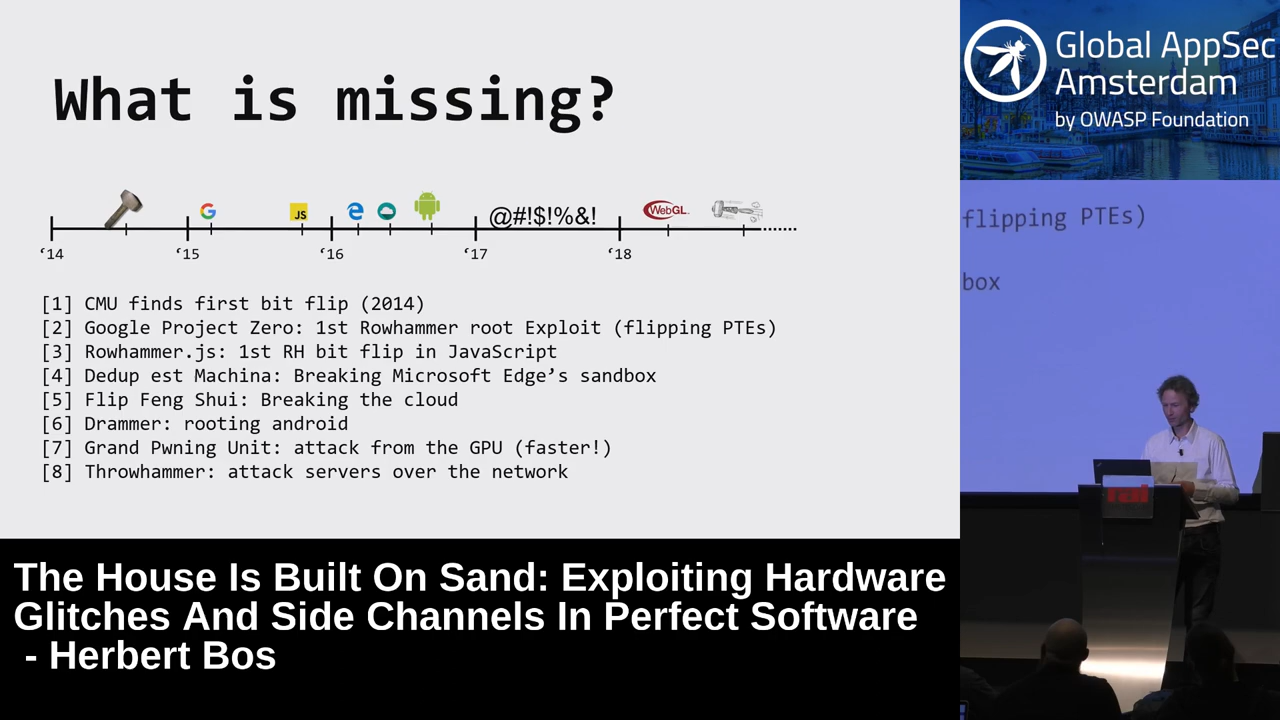 What is missing?
JS
@#!$!%&!
WebGL
‘14 ‘15 ‘16 ‘17 ‘18
[1] CMU finds first bit flip (2014)
[2] Google Project Zero: 1st Rowhammer root Exploit (flipping PTEs)
[3] Rowhammer.js: 1st RH bit flip in JavaScript
[4] Dedup est Machina: Breaking Microsoft Edge’s sandbox
[5] Flip Feng Shui: Breaking the cloud
[6] Drammer: rooting android
[7] Grand Pwning Unit: attack from the GPU (faster!)
[8] Throwhammer: attack servers over the network
The House Is Built On Sand: Exploiting Hardware
Glitches And Side Channels In Perfect Software
- Herbert Bos
Global AppSec
Amsterdam
by OWASP Foundation
flipping PTEs)
box
rai